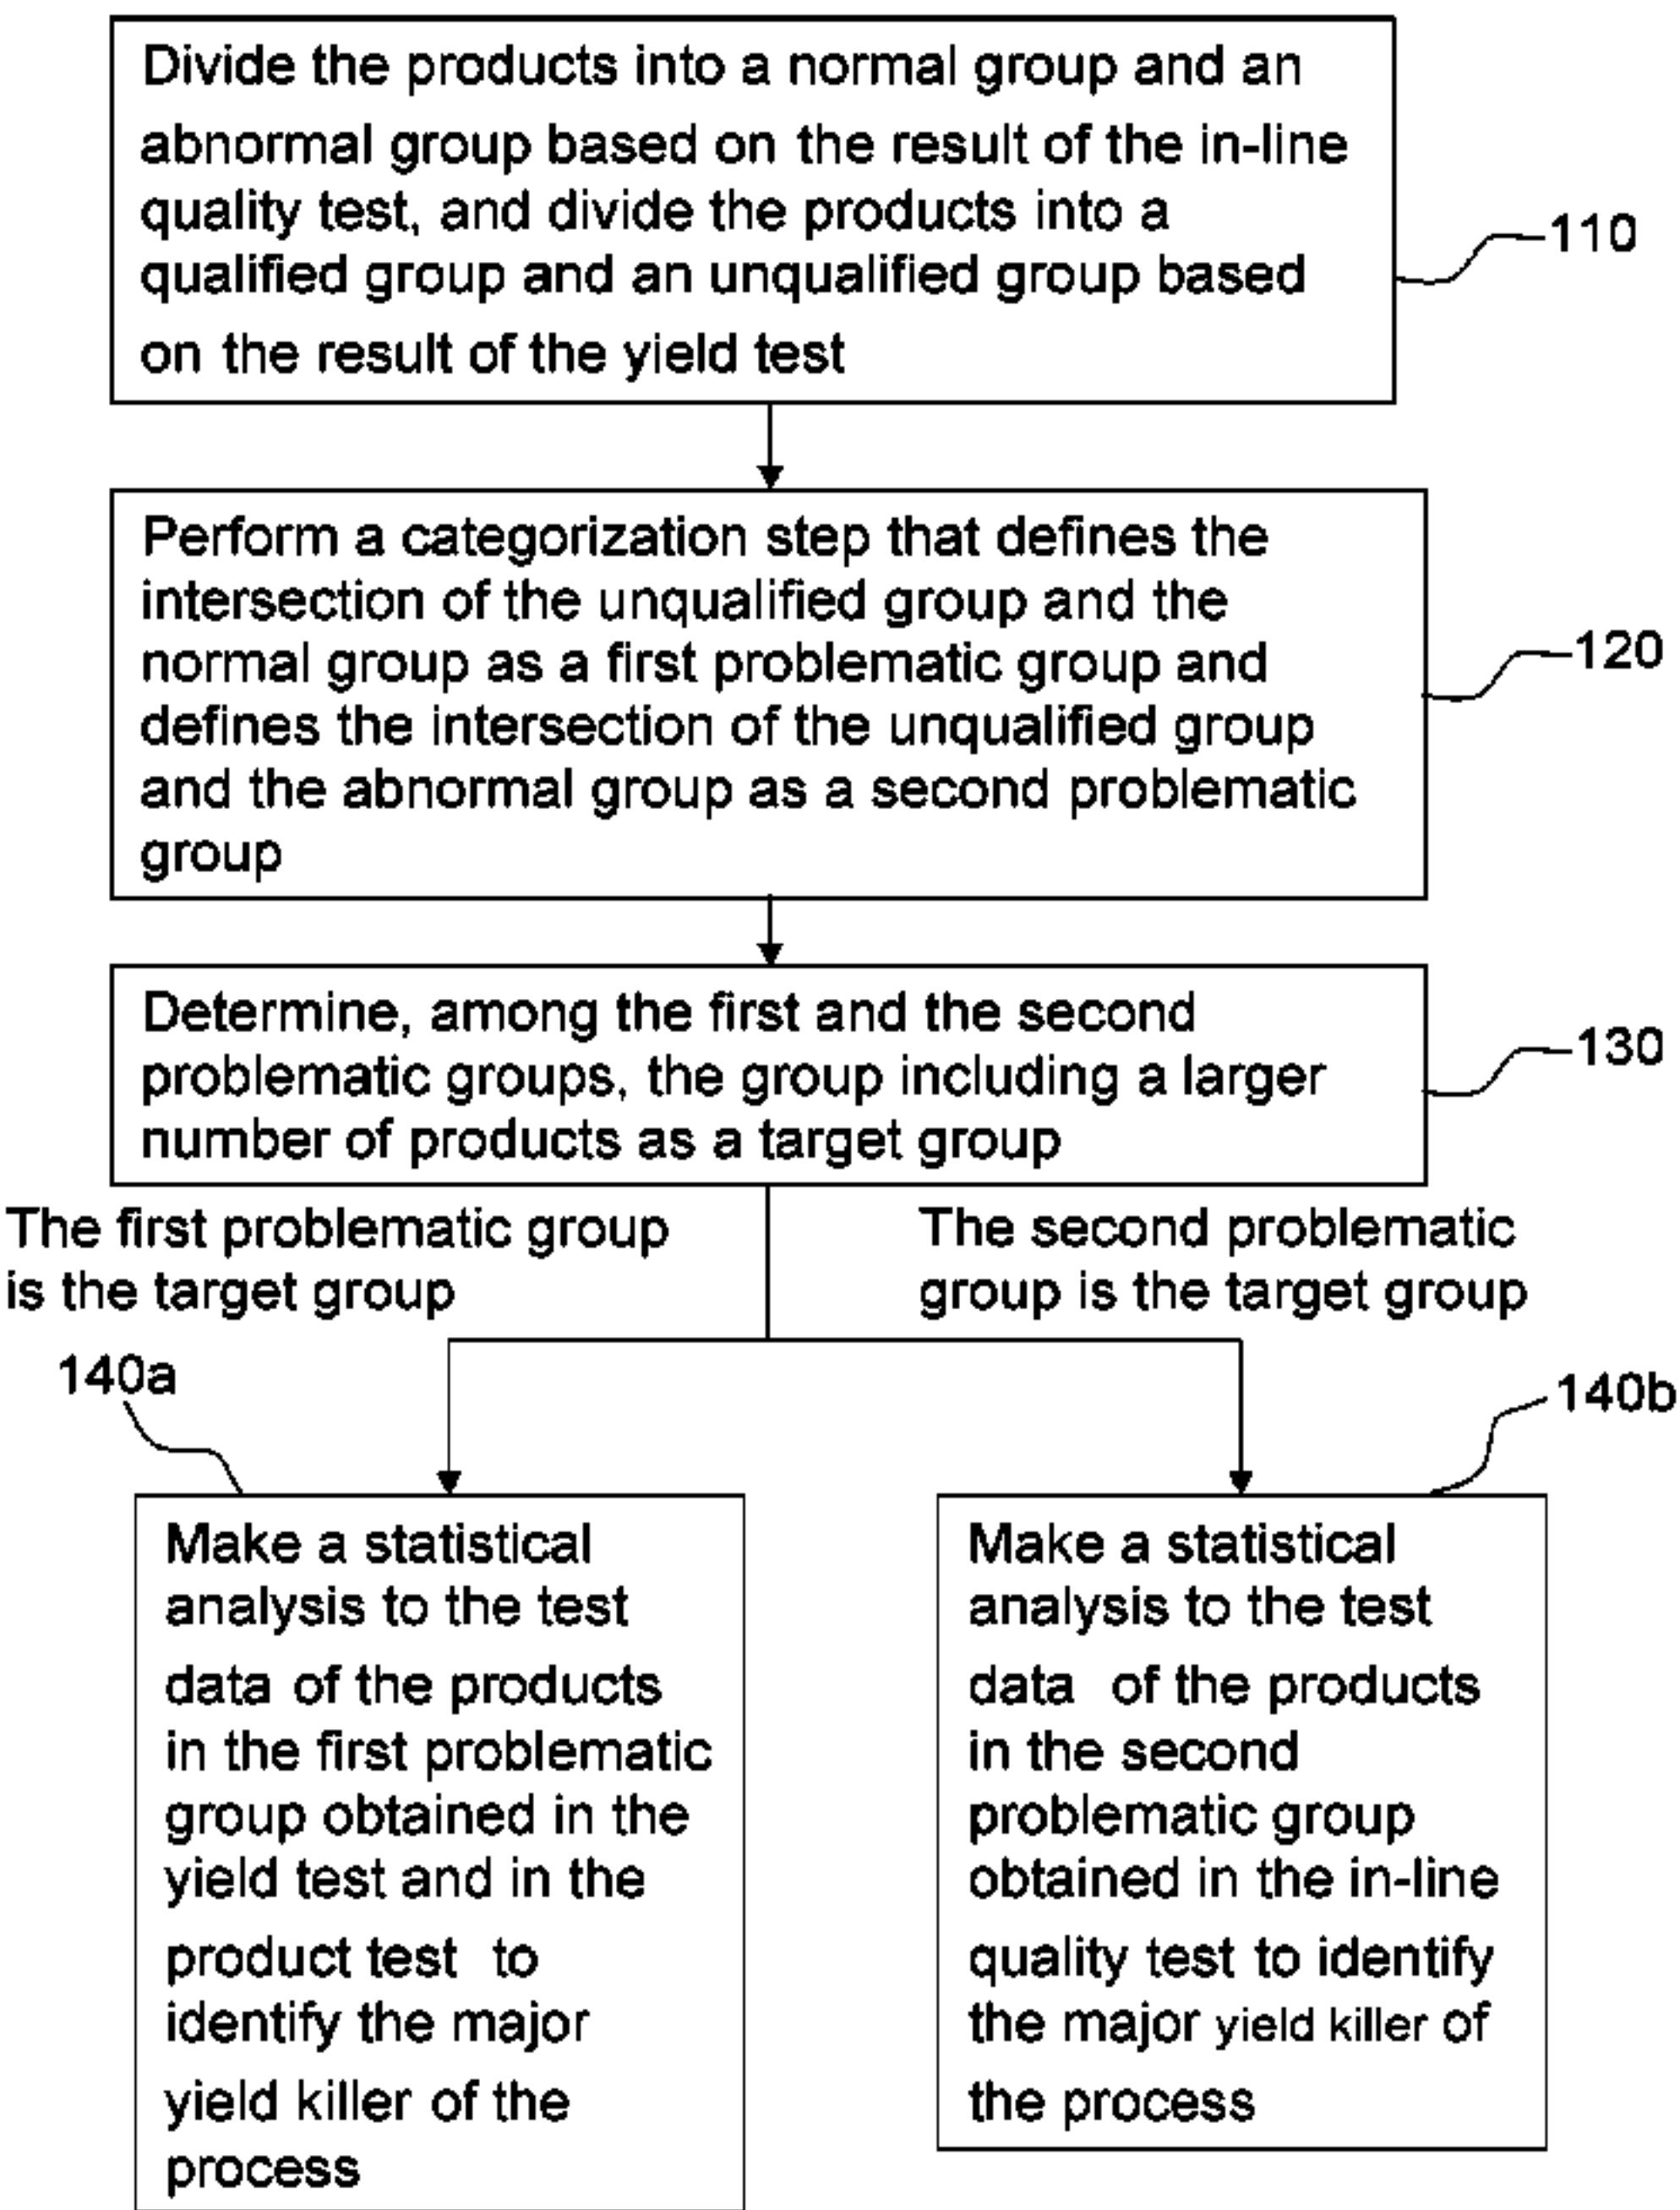 Divide the products into a normal group and an
abnormal group based on the result of the in-line
quality test, and divide the products into a
qualified group and an unqualified group based
on the result of the yield test
110
Perform a categorization step that defines the
intersection of the unqualified group and the
normal group as a first problematic group and
defines the intersection of the unqualified group
and the abnormal group as a second problematic
group
120
Determine, among the first and the second
problematic groups, the group including a larger
number of products as a target group
130
The first problematic group
is the target group
The second problematic
group is the target group
140a
140b
Make a statistical
analysis to the test
data of the products
in the first problematic
group obtained in the
yield test and in the
product test to
identify the major
yield killer of the
process
Make a statistical
analysis to the test
data of the products
in the second
problematic group
obtained in the in-line
quality test to identify
the major yield killer of
the process